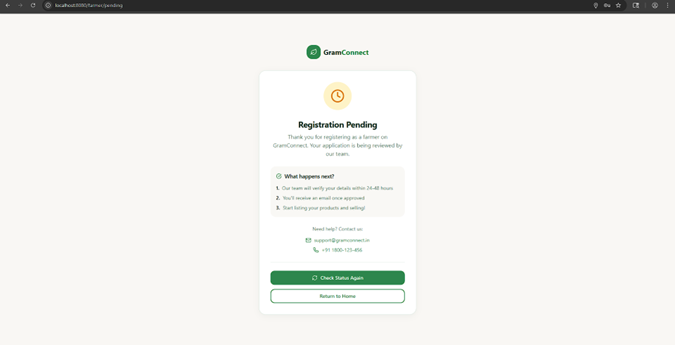 localhost:8080/farmer/pending
GramConnect
Registration Pending
Thank you for registering as a farmer on
GramConnect. Your application is being reviewed by
our team.
What happens next?
1. Our team will verify your details within 24-48 hours
2. You'll receive an email once approved
3. Start listing your products and selling!
Need help? Contact us:
support@gramconnect.in
+91 1800-123-456
Check Status Again
Return to Home